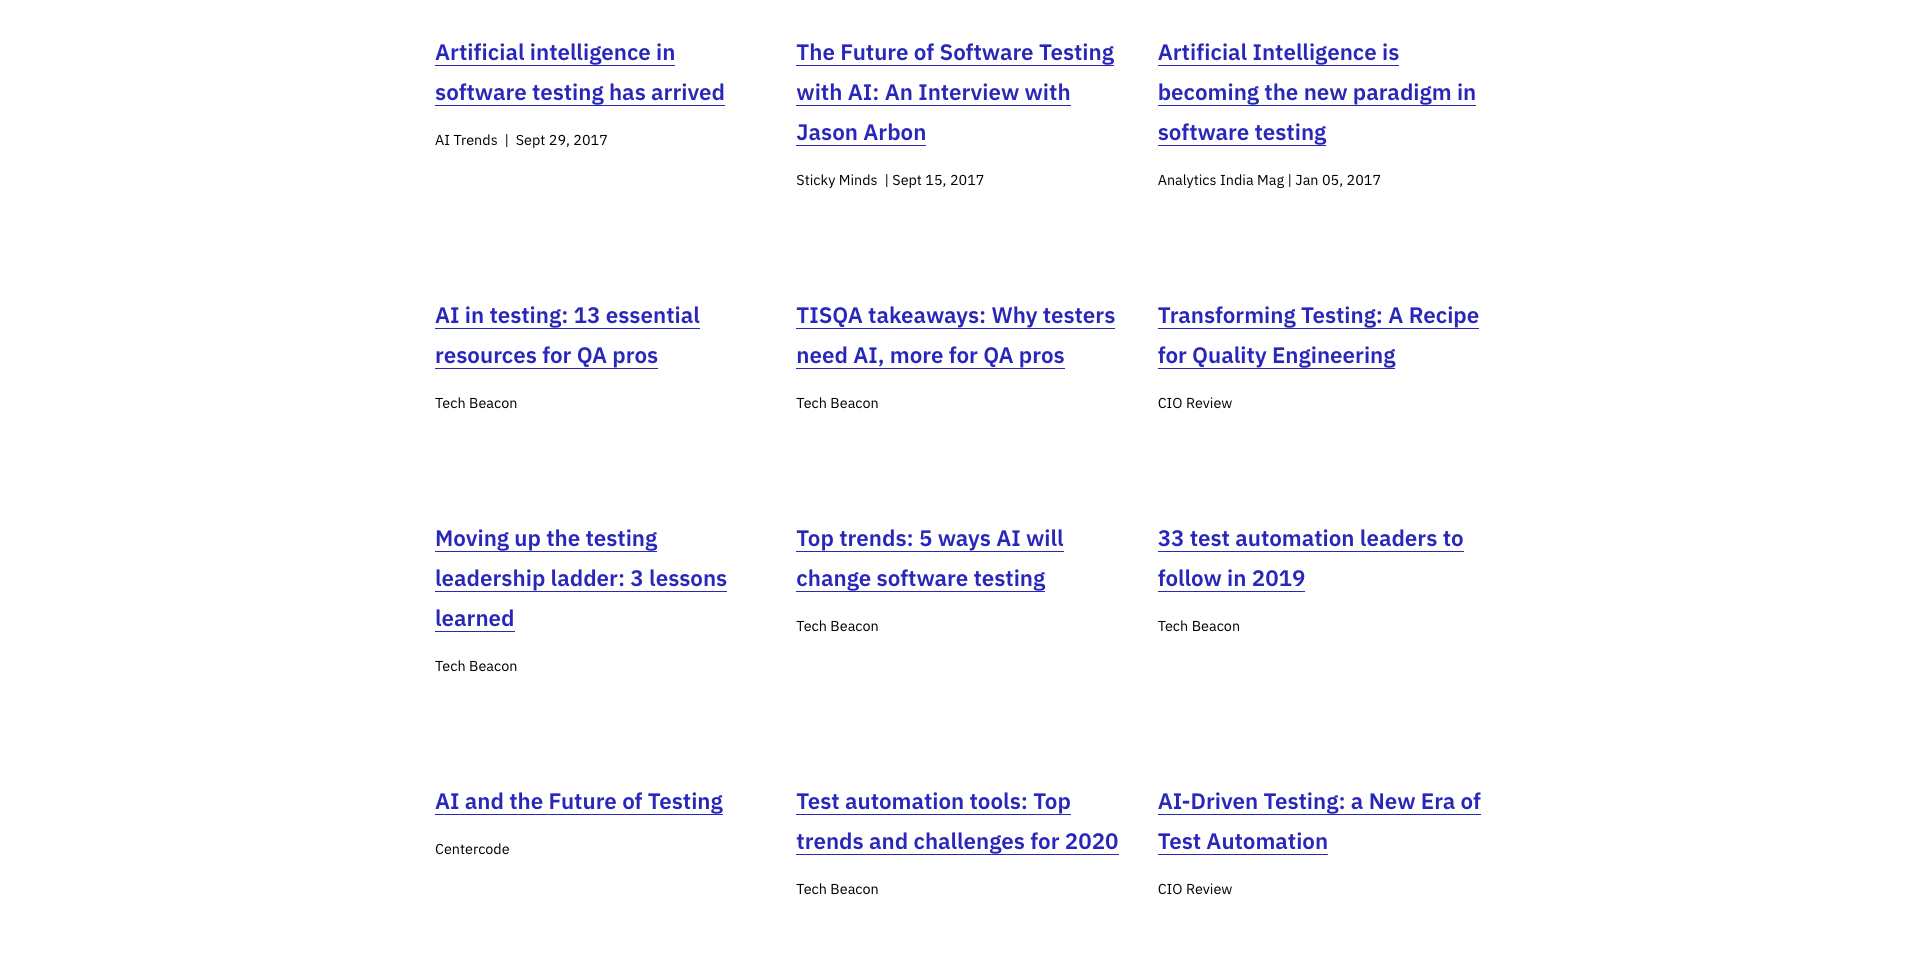 Artificial intelligence in
software testing has arrived
AI Trends | Sept 29, 2017
The Future of Software Testing
with AI: An Interview with
Jason Arbon
Sticky Minds | Sept 15, 2017
Artificial Intelligence is
becoming the new paradigm in
software testing
Analytics India Mag | Jan 05, 2017
AI in testing: 13 essential
resources for QA pros
Tech Beacon
TISQA takeaways: Why testers
need AI, more for QA pros
Tech Beacon
Transforming Testing: A Recipe
for Quality Engineering
CIO Review
Moving up the testing
leadership ladder: 3 lessons
learned
Tech Beacon
Top trends: 5 ways AI will
change software testing
Tech Beacon
33 test automation leaders to
follow in 2019
Tech Beacon
AI and the Future of Testing
Centercode
Test automation tools: Top
trends and challenges for 2020
Tech Beacon
AI-Driven Testing: a New Era of
Test Automation
CIO Review